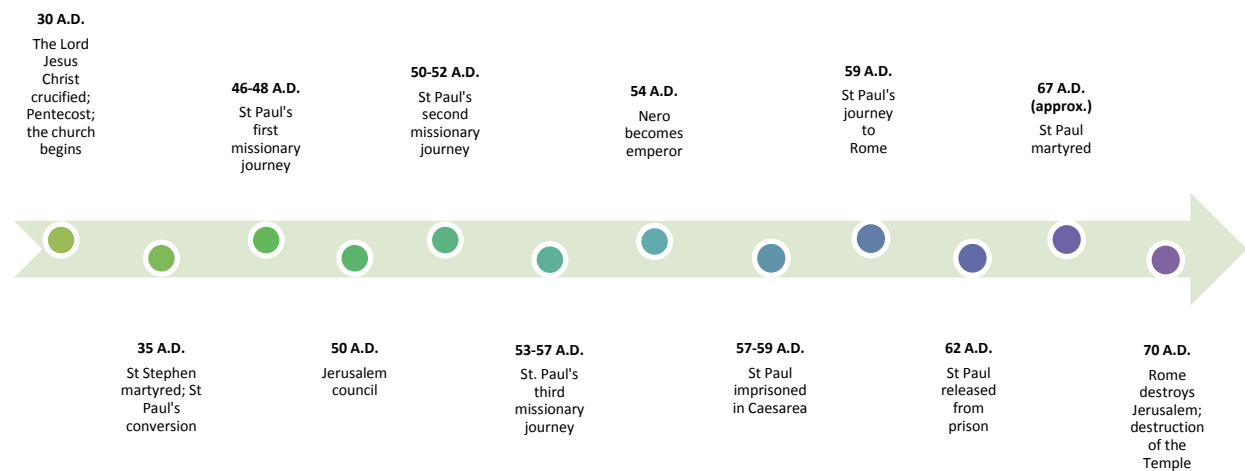 30 A.D.
The Lord
Jesus
Christ
crucified;
Pentecost;
the church
begins
35 A.D.
St Stephen
martyred; St
Paul's
conversion
46-48 A.D.
St Paul's
first
missionary
journey
50 A.D.
Jerusalem
council
50-52 A.D.
St Paul's
second
missionary
journey
53-57 A.D.
St. Paul's
third
missionary
journey
54 A.D.
Nero
becomes
emperor
57-59 A.D.
St Paul
imprisoned
in Caesarea
59 A.D.
St Paul's
journey
to
Rome
62 A.D.
St Paul
released
from
prison
67 A.D.
(approx.)
St Paul
martyred
70 A.D.
Rome
destroys
Jerusalem;
destruction
of the
Temple